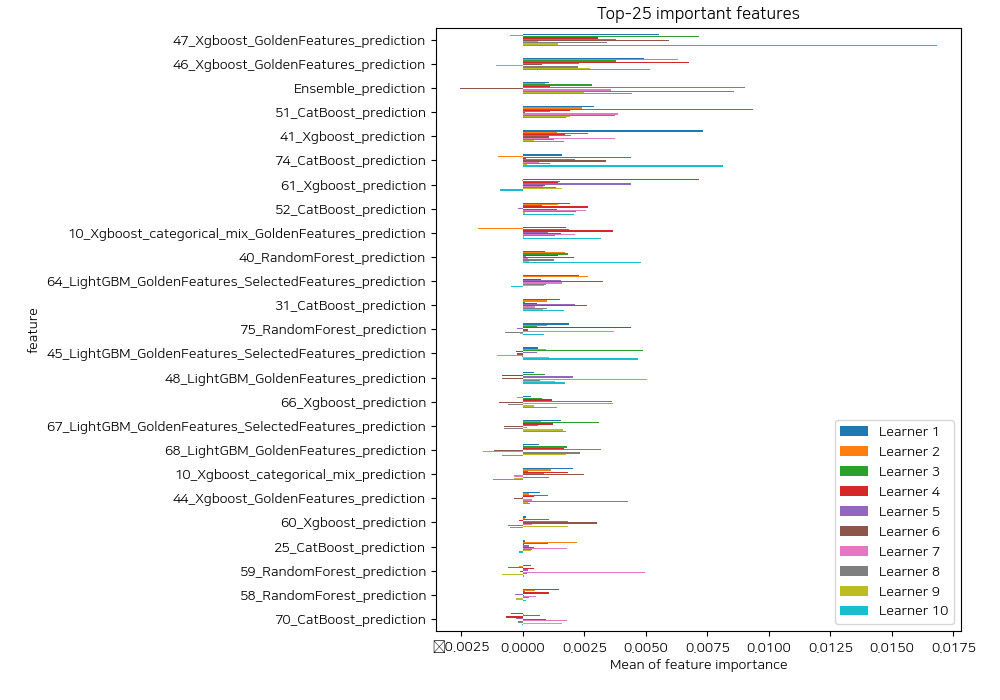 Top-25 important features
47_Xgboost_GoldenFeatures_prediction
46_Xgboost_GoldenFeatures_prediction
Ensemble_prediction
51_CatBoost_prediction
41_Xgboost_prediction
74_CatBoost_prediction
61_Xgboost_prediction
52_CatBoost_prediction
10_Xgboost_categorical_mix_GoldenFeatures_prediction
40_RandomForest_prediction
64_LightGBM_GoldenFeatures_SelectedFeatures_prediction
31_CatBoost_prediction
75_RandomForest_prediction
45_LightGBM_GoldenFeatures_SelectedFeatures_prediction
48_LightGBM_GoldenFeatures_prediction
66_Xgboost_prediction
67_LightGBM_GoldenFeatures_SelectedFeatures_prediction
68_LightGBM_GoldenFeatures_prediction
10_Xgboost_categorical_mix_prediction
44_Xgboost_GoldenFeatures_prediction
60_Xgboost_prediction
25_CatBoost_prediction
59_RandomForest_prediction
58_RandomForest_prediction
70_CatBoost_prediction
feature
Learner 1
Learner 2
Learner 3
Learner 4
Learner 5
Learner 6
Learner 7
Learner 8
Learner 9
Learner 10
0.0025 0.0000 0.0025 0.0050 0.0075 0.0100 0.0125 0.0150 0.0175
Mean of feature importance